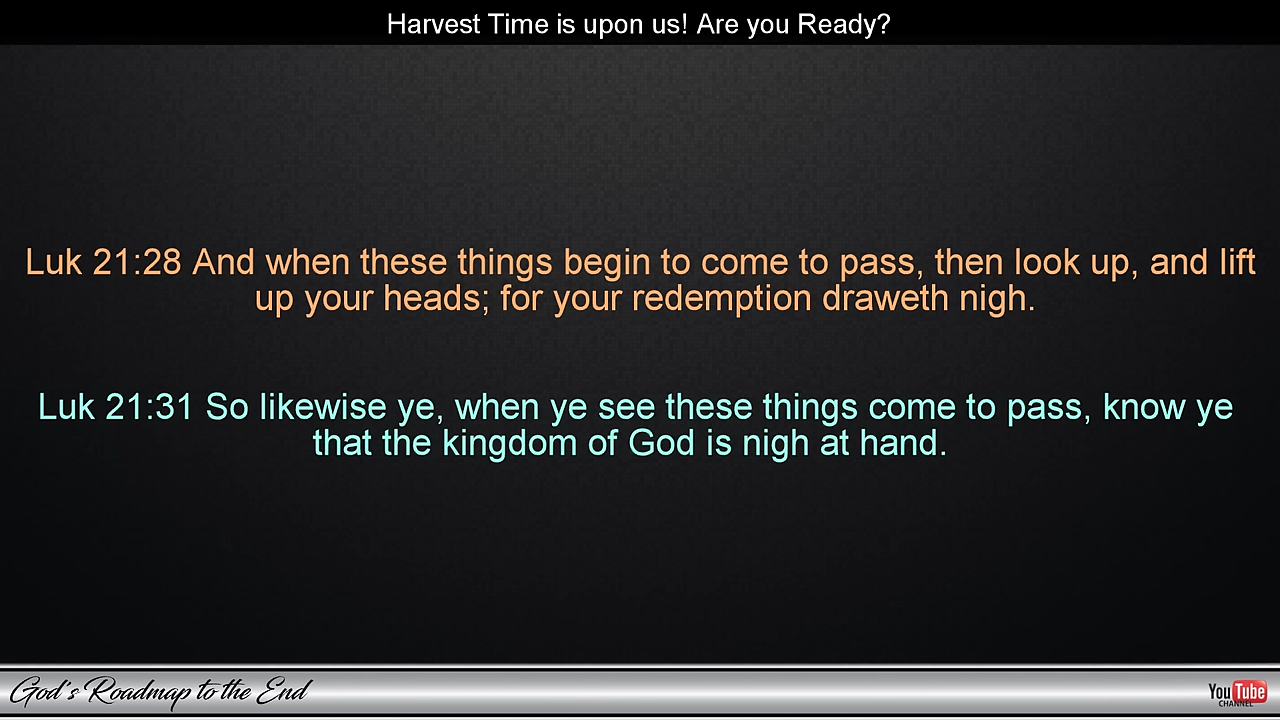 Harvest Time is upon us! Are you Ready?
Luk 21:28 And when these things begin to come to pass, then look up, and lift
up your heads; for your redemption draweth nigh.
Luk 21:31 So likewise ye, when ye see these things come to pass, know ye
that the kingdom of God is nigh at hand.
God's Roadmap to the End
YouTube
CHANNEL